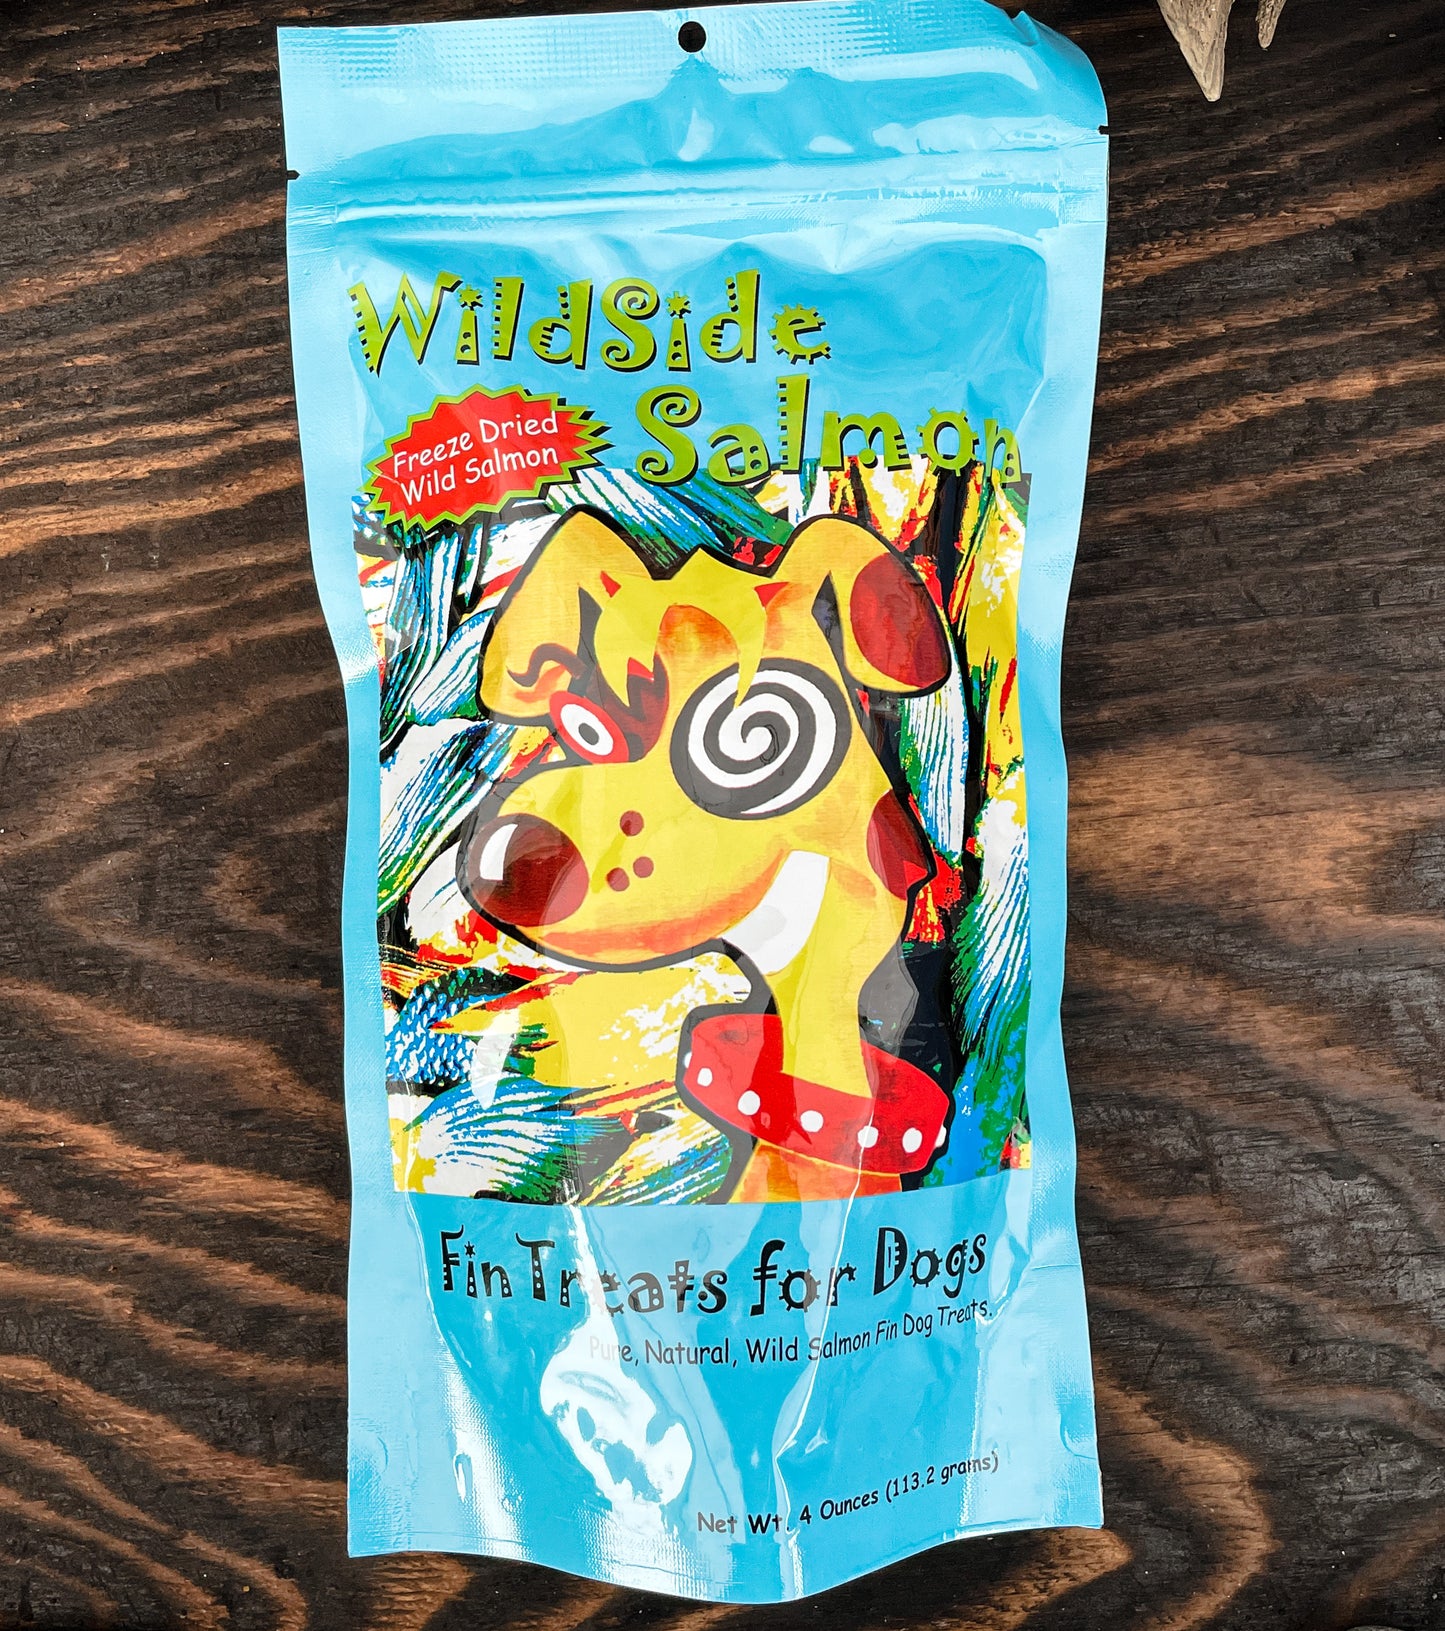 WildSide
Salmon
Freeze Dried
Wild Salmon
Fin Treats for Dogs
Pure, Natural, Wild Salmon Fin Dog Treats.
Net Wt. 4 Ounces (113.2 grams)